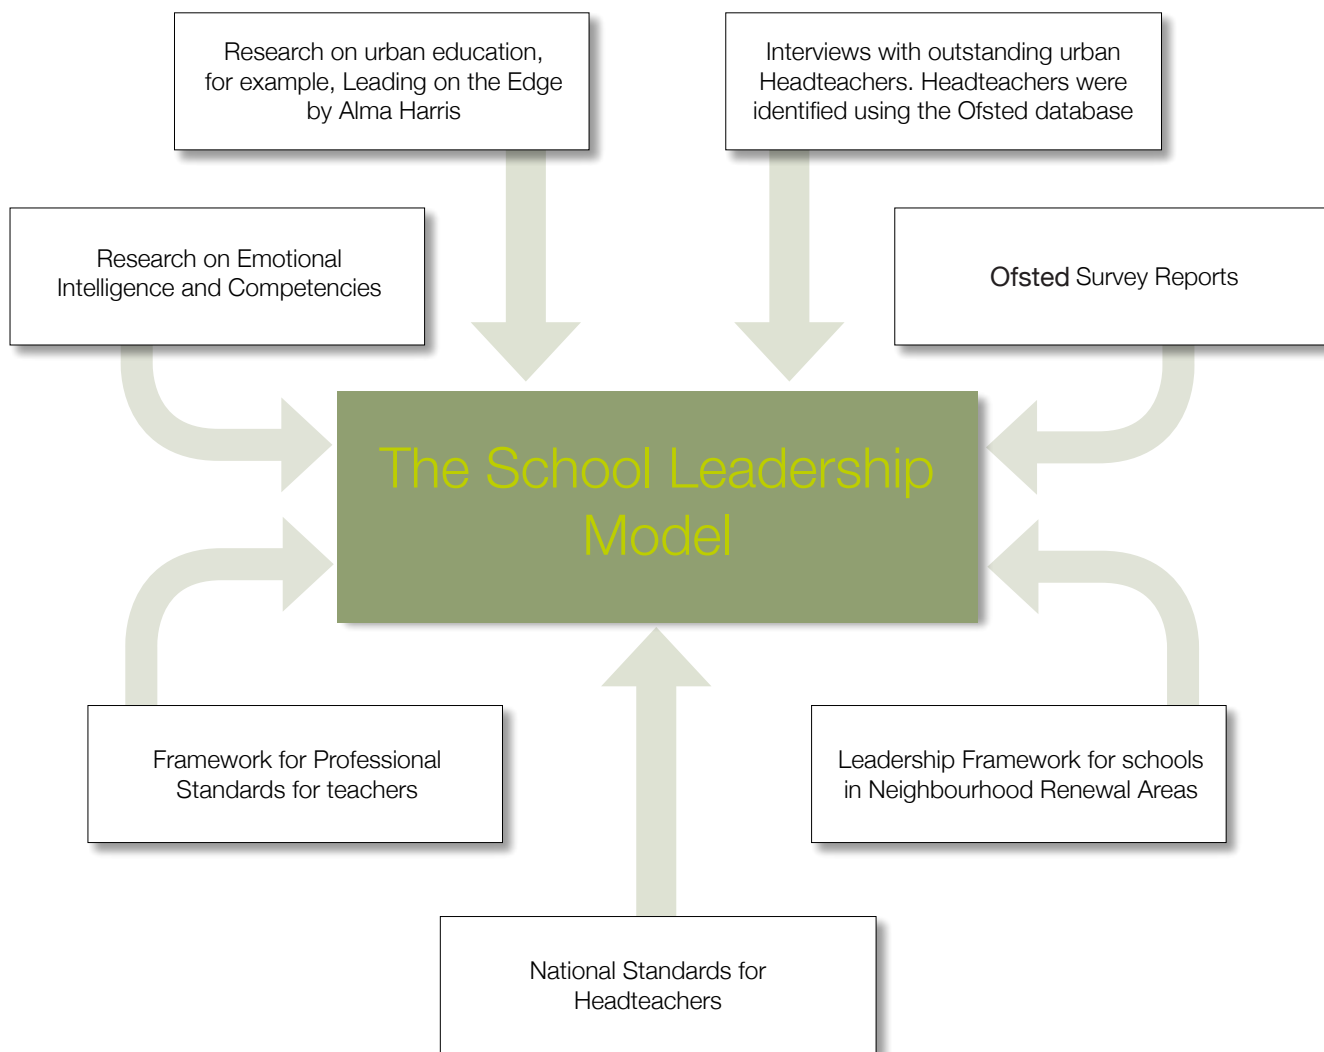 Research on urban education,
for example, Leading on the Edge
by Alma Harris
Interviews with outstanding urban
Headteachers. Headteachers were
identified using the Ofsted database
Research on Emotional
Intelligence and Competencies
Ofsted Survey Reports
The School Leadership
Model
Framework for Professional
Standards for teachers
Leadership Framework for schools
in Neighbourhood Renewal Areas
National Standards for
Headteachers